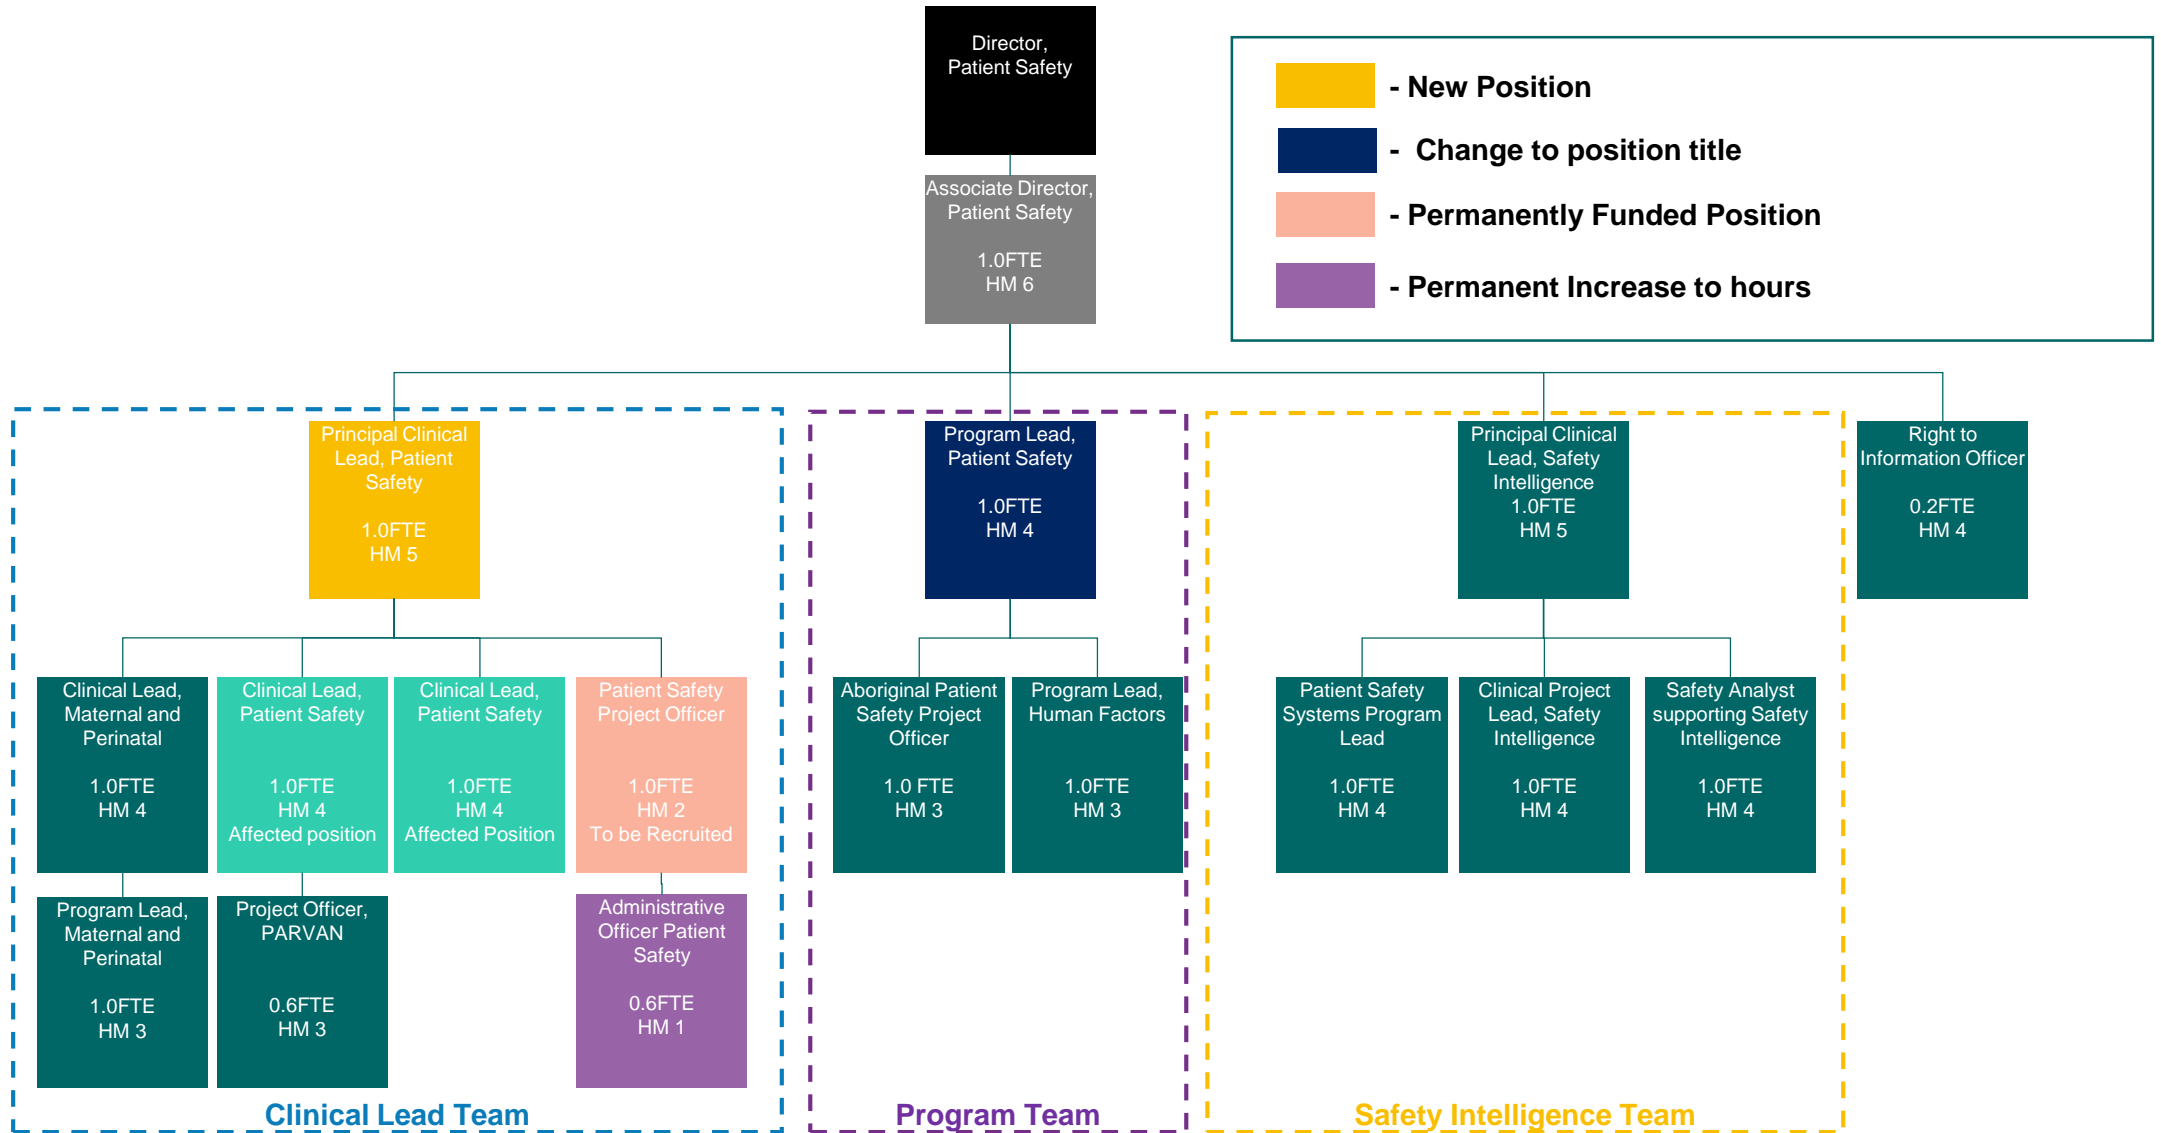 Director,
Patient Safety
- New Position
- Change to position title
- Permanently Funded Position
- Permanent Increase to hours
Associate Director,
Patient Safety
1.0FTE
HM 6
Principal Clinical
Lead, Patient
Safety
1.0FTE
HM 5
Program Lead,
Patient Safety
1.0FTE
HM 4
Principal Clinical
Lead, Safety
Intelligence
1.0FTE
HM 5
Right to
Information Officer
0.2FTE
HM 4
Clinical Lead,
Maternal and
Perinatal
1.0FTE
HM 4
Clinical Lead,
Patient Safety
1.0FTE
HM 4
Affected position
Clinical Lead,
Patient Safety
1.0FTE
HM 4
Affected Position
Patient Safety
Project Officer
1.0FTE
HM 2
To be Recruited
Aboriginal Patient
Safety Project
Officer
1.0 FTE
HM 3
Program Lead,
Human Factors
1.0FTE
HM 3
Patient Safety
Systems Program
Lead
1.0FTE
HM 4
Clinical Project
Lead, Safety
Intelligence
1.0FTE
HM 4
Safety Analyst
supporting Safety
Intelligence
1.0FTE
HM 4
Program Lead,
Maternal and
Perinatal
1.0FTE
HM 3
Project Officer,
PARVAN
0.6FTE
HM 3
Administrative
Officer Patient
Safety
0.6FTE
HM 1
Clinical Lead Team
Program Team
Safety Intelligence Team